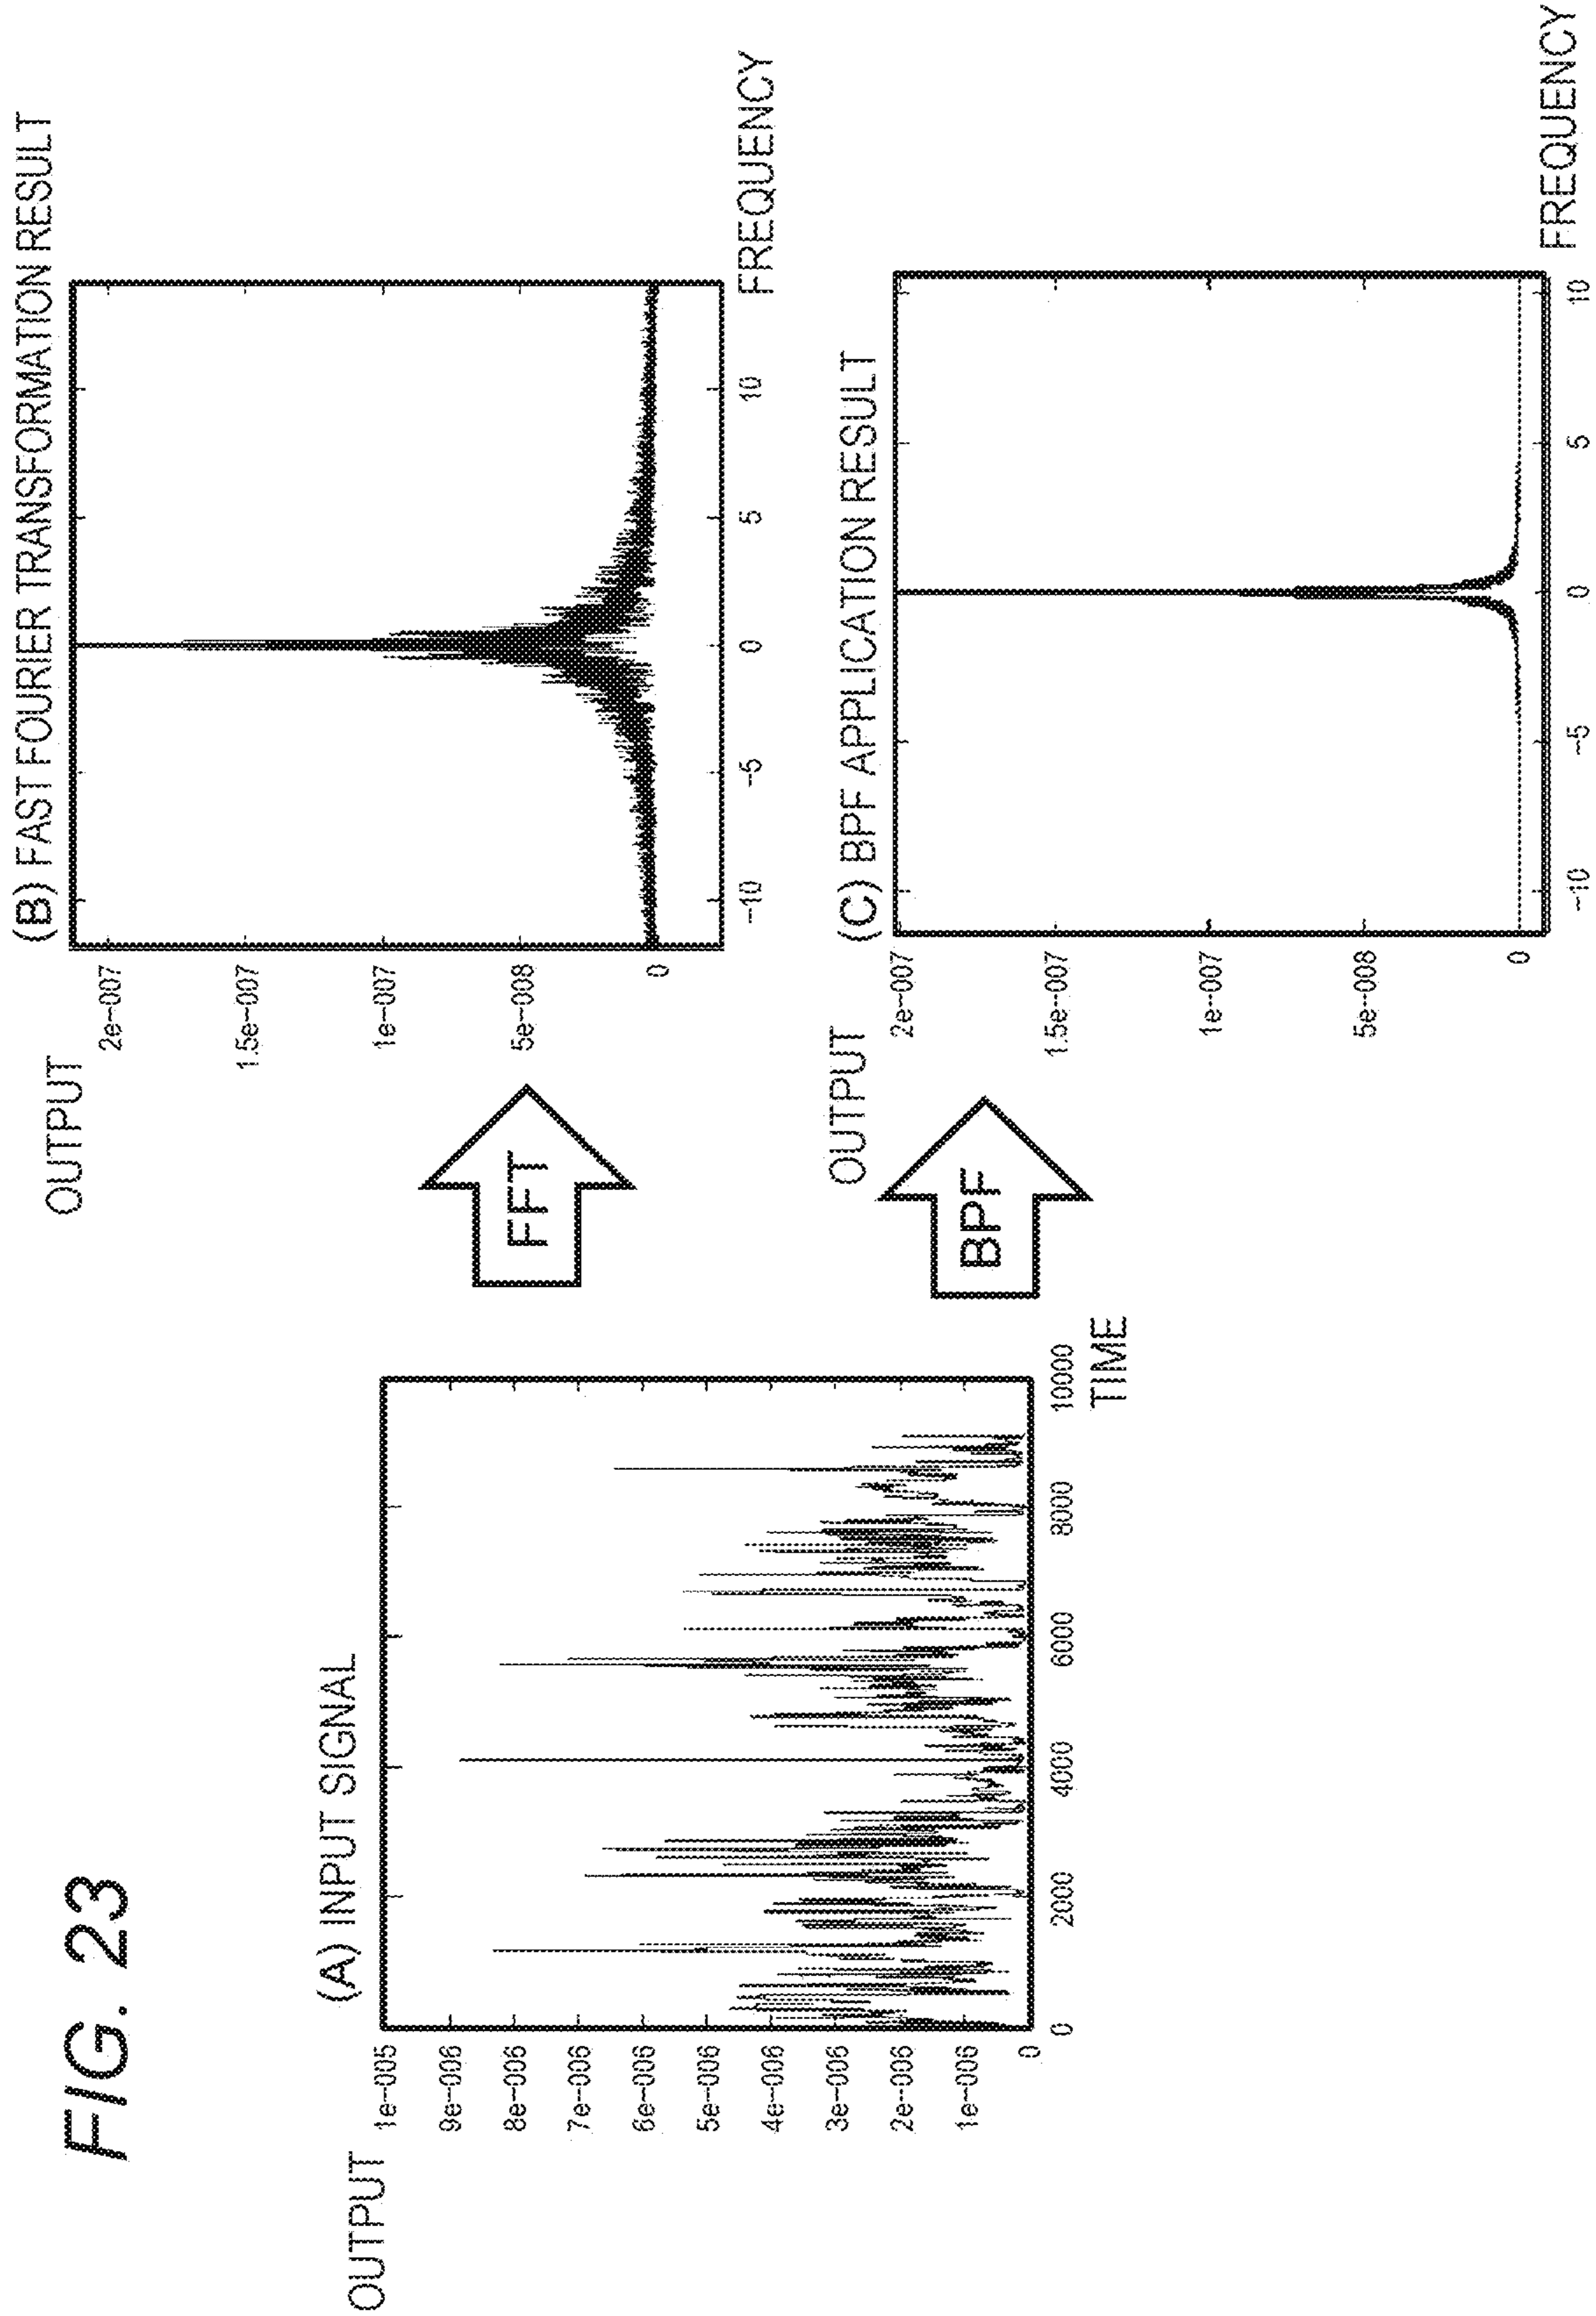 FIG. 23
(A) INPUT SIGNAL
OUTPUT
1e-005
9e-006
8e-006
7e-006
6e-006
5e-006
4e-006
3e-006
2e-006
1e-006
0
0 2000 4000 6000 8000 10000
TIME
FFT
BPF
(B) FAST FOURIER TRANSFORMATION RESULT
OUTPUT
2e-007
1.5e-007
1e-007
5e-008
0
-10 -5 0 5 10
FREQUENCY
(C) BPF APPLICATION RESULT
OUTPUT
2e-007
1.5e-007
1e-007
5e-008
0
-10 -5 0 5 10
FREQUENCY